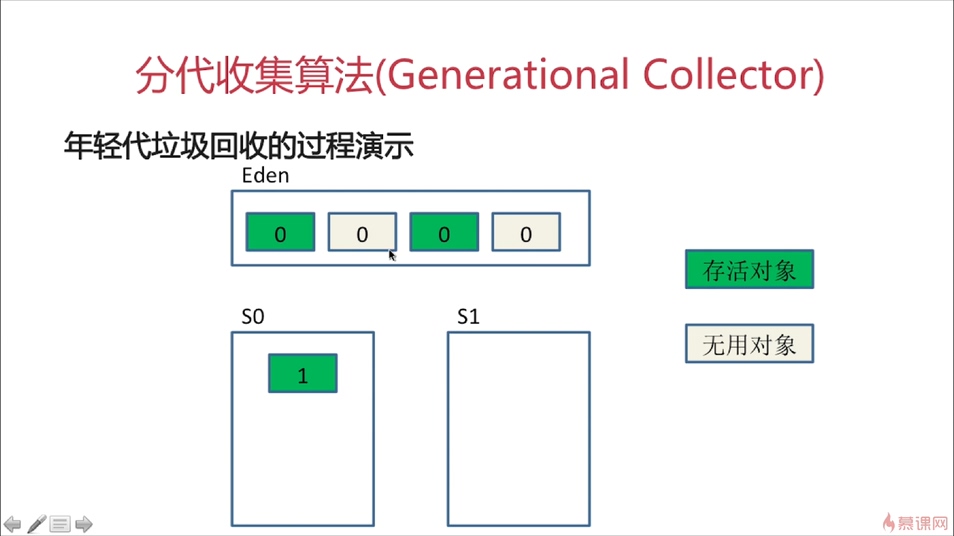 分代收集算法(Generational Collector)
年轻代垃圾回收的过程演示
Eden
0 0 0 0
存活对象
S0 S1
无用对象
1
慕课网